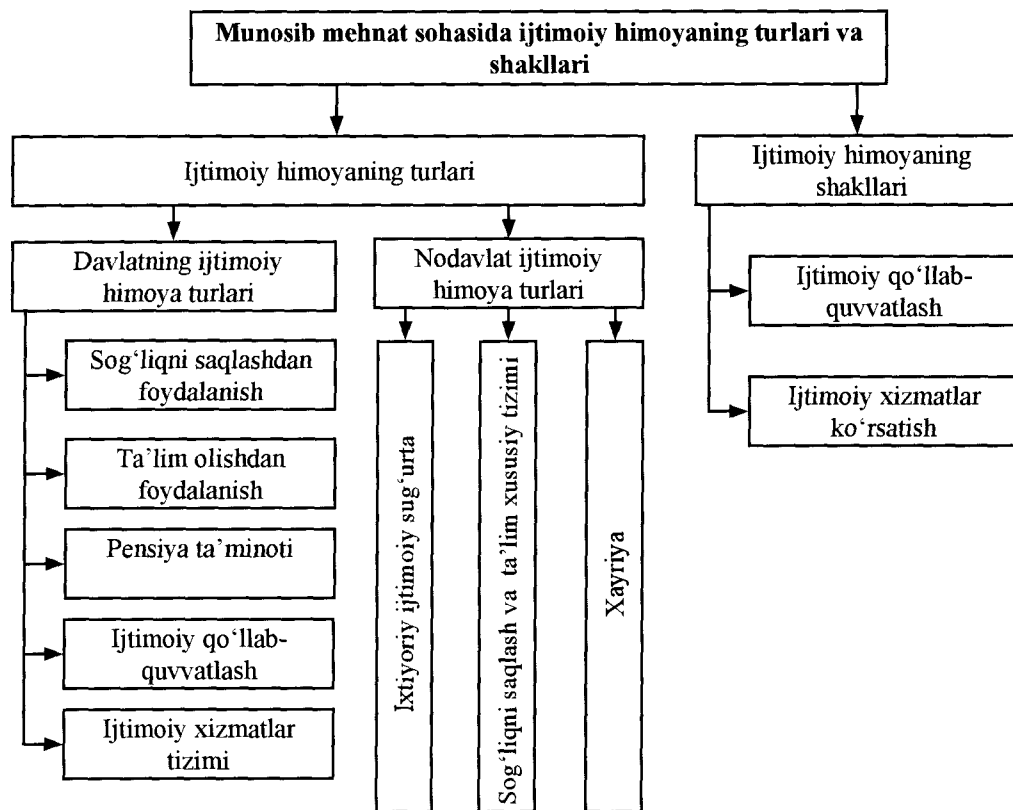 Munosib mehnat sohasida ijtimoiy himoyaning turlari va
shakllari
Ijtimoiy himoyaning turlari
Ijtimoiy himoyaning
shakllari
Davlatning ijtimoiy
himoya turlari
Nodavlat ijtimoiy
himoya turlari
Sog‘liqni saqlashdan
foydalanish
Ta’lim olishdan
foydalanish
Pensiya ta’minoti
Ijtimoiy qo‘llab-
quvvatlash
Ijtimoiy xizmatlar
tizimi
Ixtiyoriy ijtimoiy sug‘urta
Sog‘liqni saqlash va ta’lim xususiy tizimi
Xayriya
Ijtimoiy qo‘llab-
quvvatlash
Ijtimoiy xizmatlar
ko‘rsatish